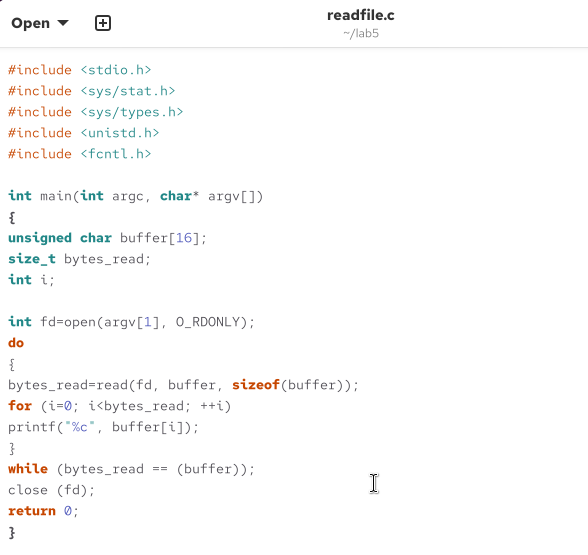 Open
readfile.c
~/lab5
#include <stdio.h>
#include <sys/stat.h>
#include <sys/types.h>
#include <unistd.h>
#include <fcntl.h>

int main(int argc, char* argv[])
{
unsigned char buffer[16];
size_t bytes_read;
int i;

int fd=open(argv[1], O_RDONLY);
do
{
bytes_read=read(fd, buffer, sizeof(buffer));
for (i=0; i<bytes_read; ++i)
printf("%c", buffer[i]);
}
while (bytes_read == (buffer));
close (fd);
return 0;
}